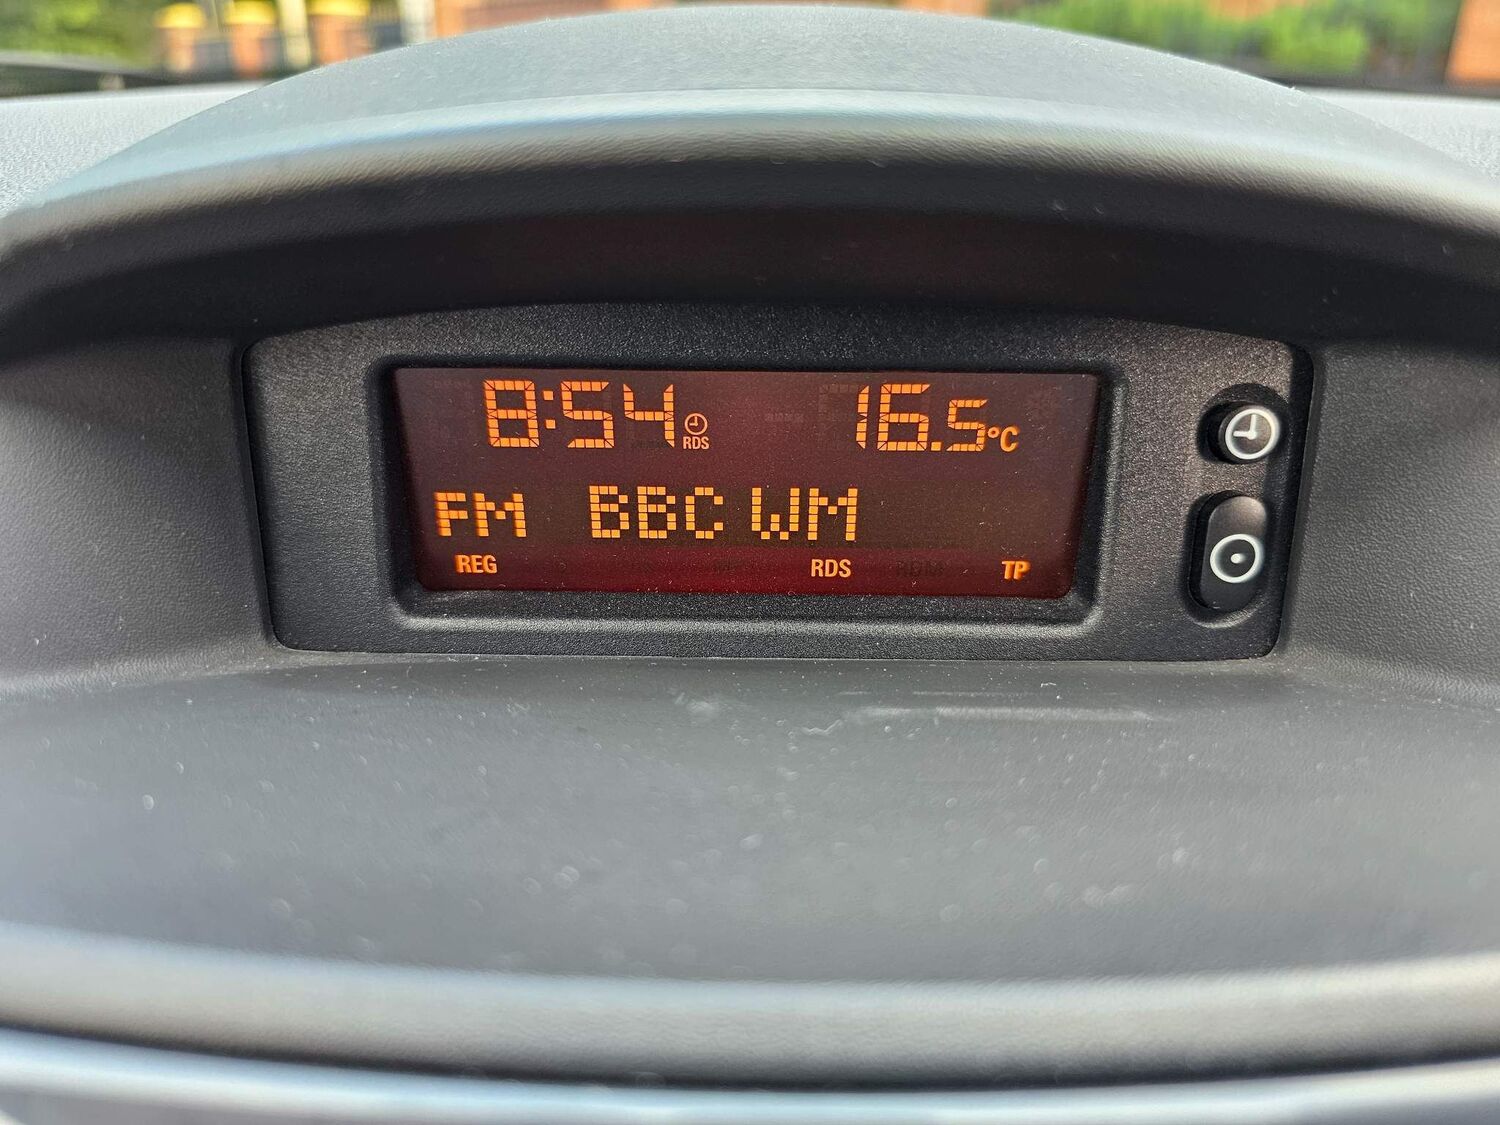 8:54 RDS 16.5°C
FM BBC WM
REG RDS TP